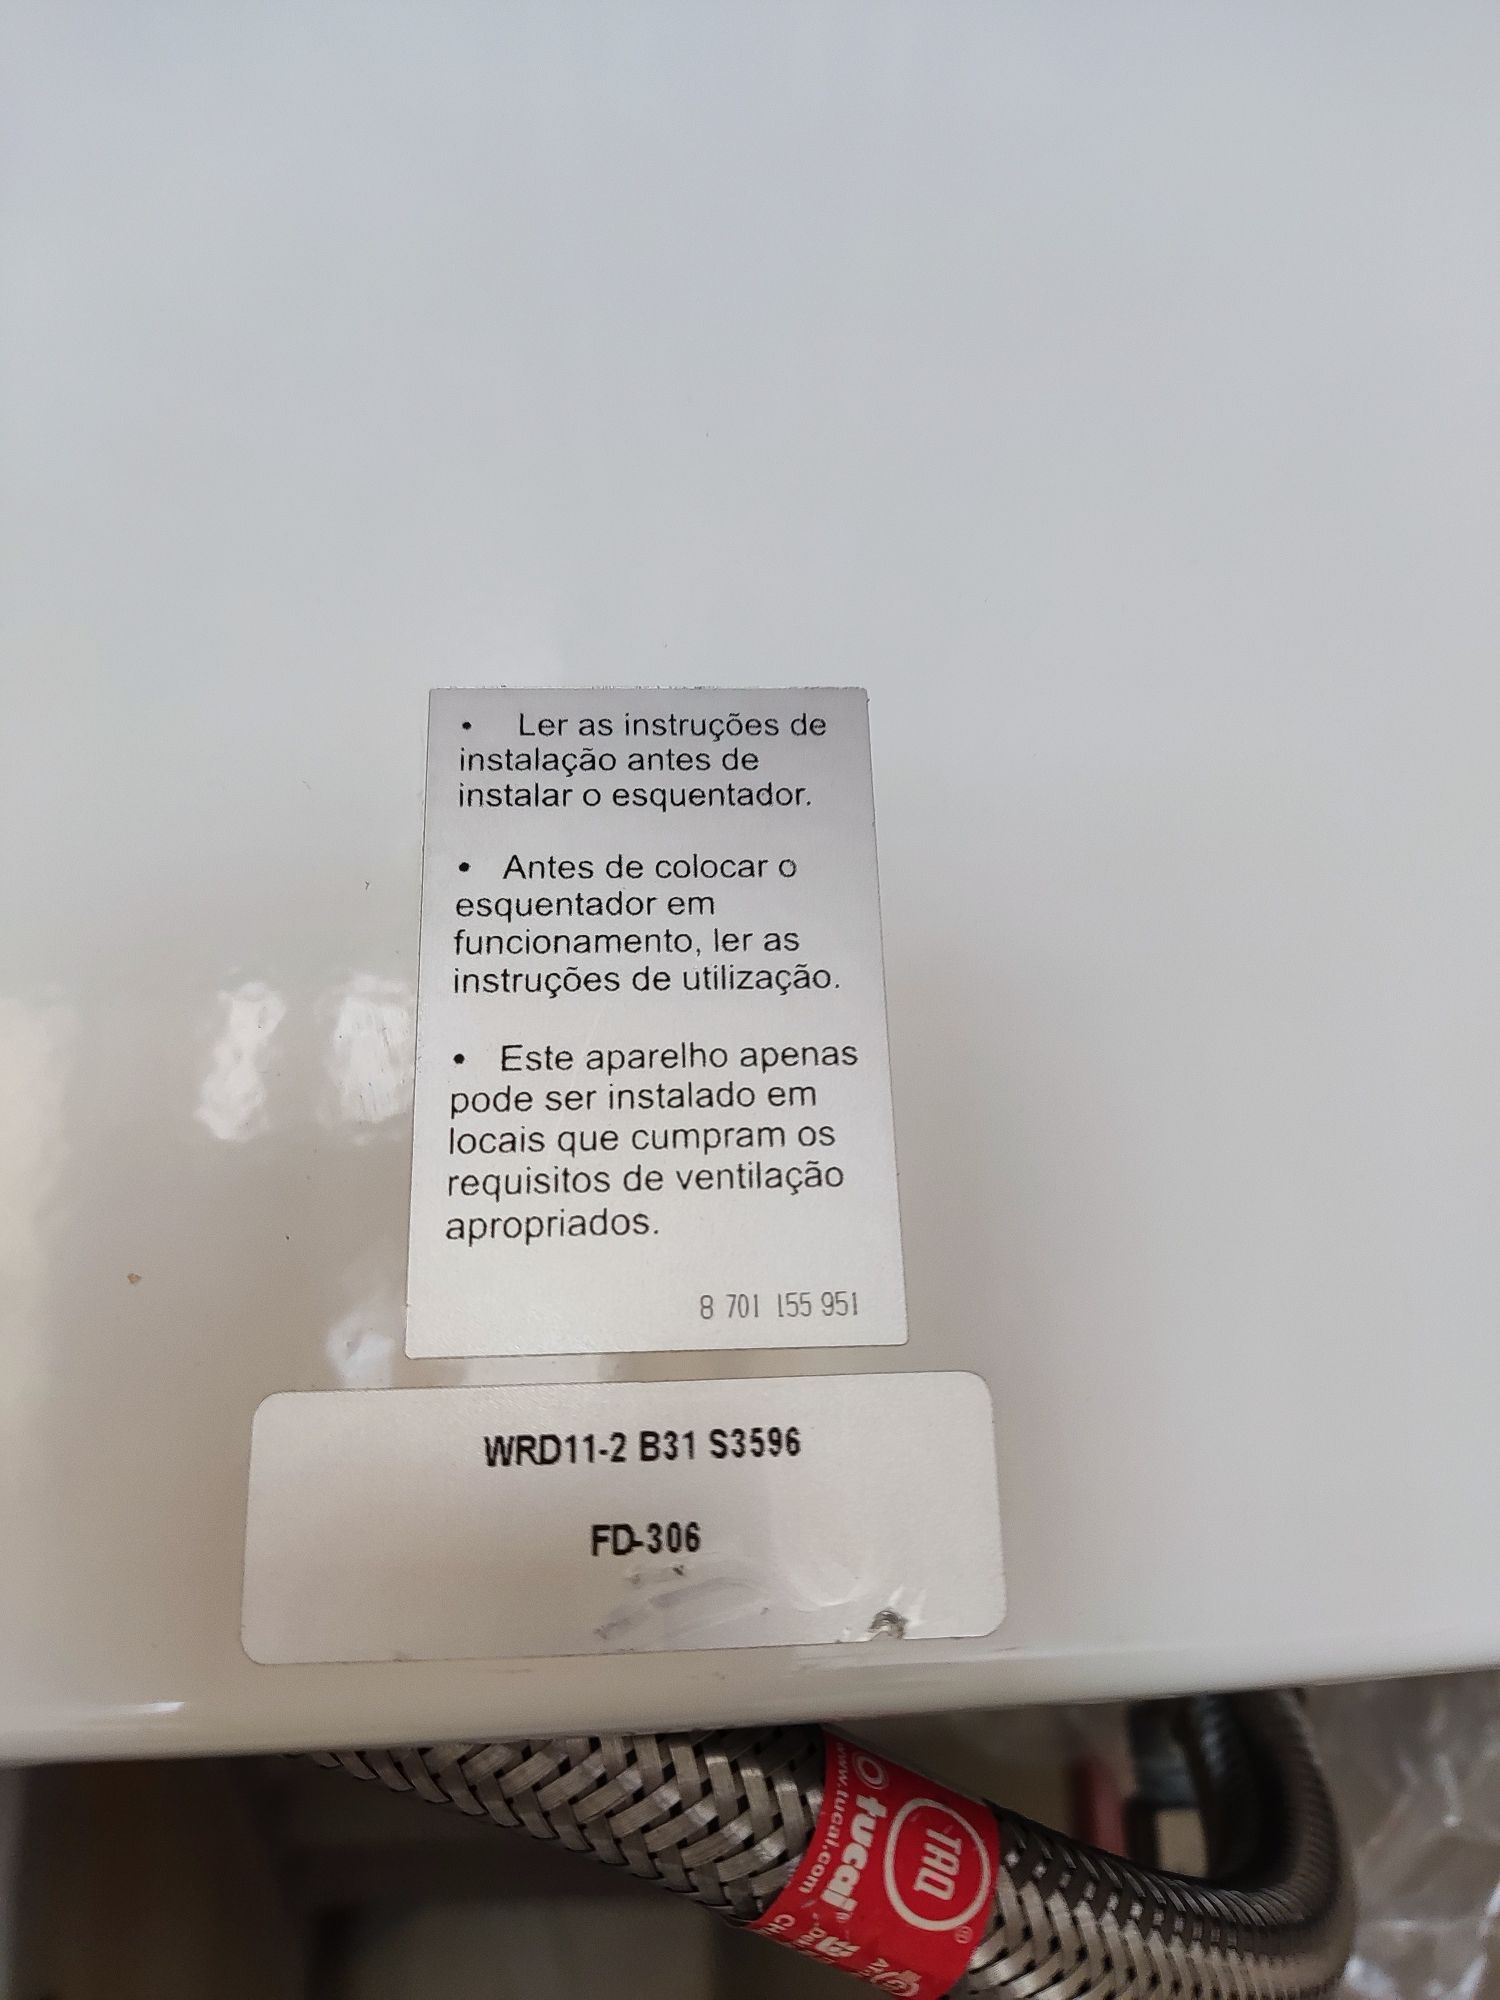 • Ler as instruções de
instalação antes de
instalar o esquentador.
• Antes de colocar o
esquentador em
funcionamento, ler as
instruções de utilização.
• Este aparelho apenas
pode ser instalado em
locais que cumpram os
requisitos de ventilação
apropriados.
8 701 155 951
WRD11-2 B31 S3596
FD-306
www.tucai.com
tucai®
TAQ®